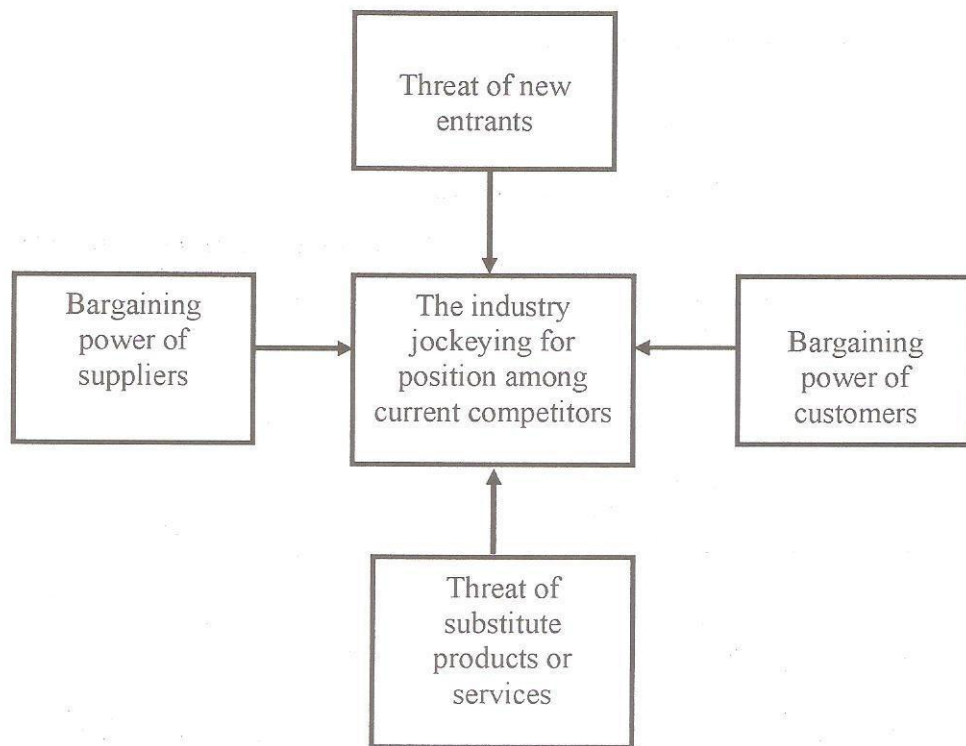 Threat of new
entrants
Bargaining
power of
suppliers
The industry
jockeying for
position among
current competitors
Bargaining
power of
customers
Threat of
substitute
products or
services